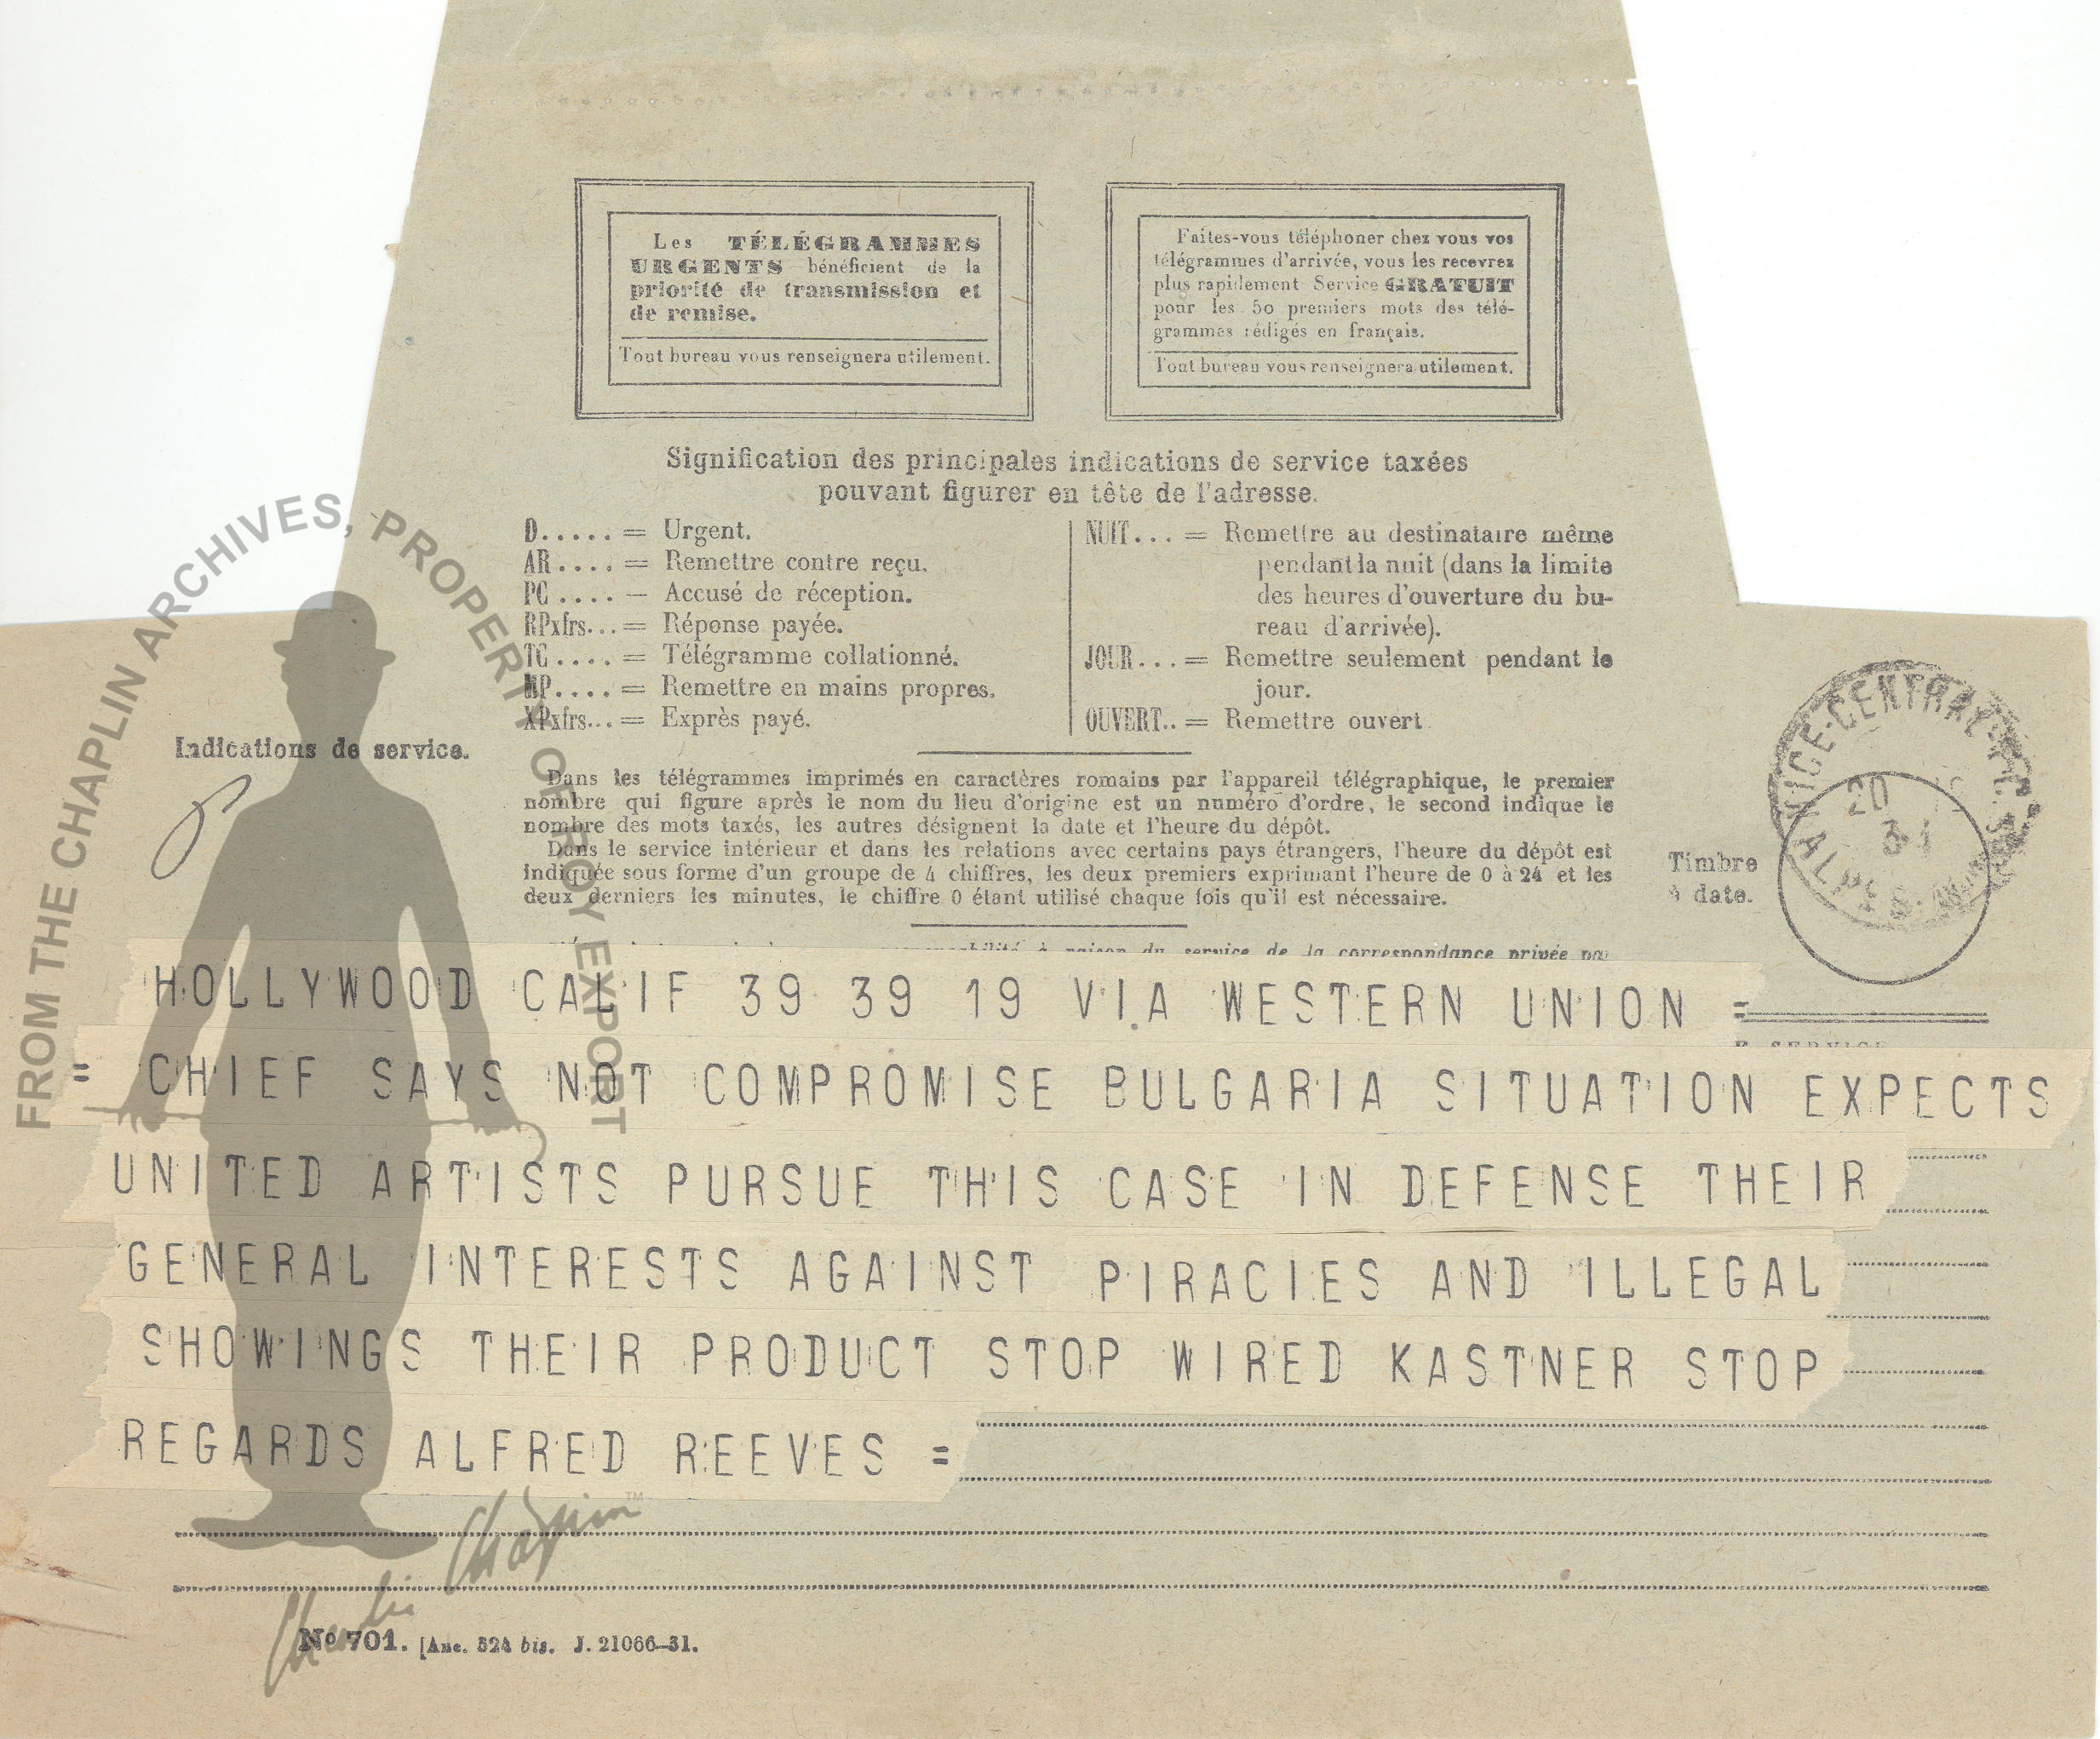 Les TÉLÉGRAMMES
URGENTS bénéficient de la
priorité de transmission et
de remise.
Tout bureau vous renseignera utilement.
Faites-vous téléphoner chez vous vos
télégrammes d'arrivée, vous les recevrez
plus rapidement Service GRATUIT
pour les 50 premiers mots des télé-
grammes rédigés en français.
Tout bureau vous renseignera utilement.
Signification des principales indications de service taxées
pouvant figurer en tête de l'adresse.
D..... = Urgent.
AR.... = Remettre contre reçu.
PC .... = Accusé de réception.
RPxfrs... = Réponse payée.
TC .... = Télégramme collationné.
MP.... = Remettre en mains propres.
XPxfrs... = Exprès payé.
NUIT... = Remettre au destinataire même
pendant la nuit (dans la limite
des heures d'ouverture du bu-
reau d'arrivée).
JOUR... = Remettre seulement pendant le
jour.
OUVERT.. = Remettre ouvert.
Indications de service.
Dans les télégrammes imprimés en caractères romains par l'appareil télégraphique, le premier
nombre qui figure après le nom du lieu d'origine est un numéro d'ordre, le second indique le
nombre des mots taxés, les autres désignent la date et l'heure du dépôt.
Dans le service intérieur et dans les relations avec certains pays étrangers, l'heure du dépôt est
indiquée sous forme d'un groupe de 4 chiffres, les deux premiers exprimant l'heure de 0 à 24 et les
deux derniers les minutes, le chiffre 0 étant utilisé chaque fois qu'il est nécessaire.
Timbre
à date.
NICE-CENTRAL
20
31
ALPES
à raison du service de la correspondance privée
HOLLYWOOD CALIF 39 39 19 VIA WESTERN UNION =
= CHIEF SAYS NOT COMPROMISE BULGARIA SITUATION EXPECTS
UNITED ARTISTS PURSUE THIS CASE IN DEFENSE THEIR
GENERAL INTERESTS AGAINST PIRACIES AND ILLEGAL
SHOWINGS THEIR PRODUCT STOP WIRED KASTNER STOP
REGARDS ALFRED REEVES =
Nº 701. [Anc. 524 bis. J. 21066-31.
FROM THE CHAPLIN ARCHIVES, PROPERTY OF ROY EXPORT
Charlie Chaplin™